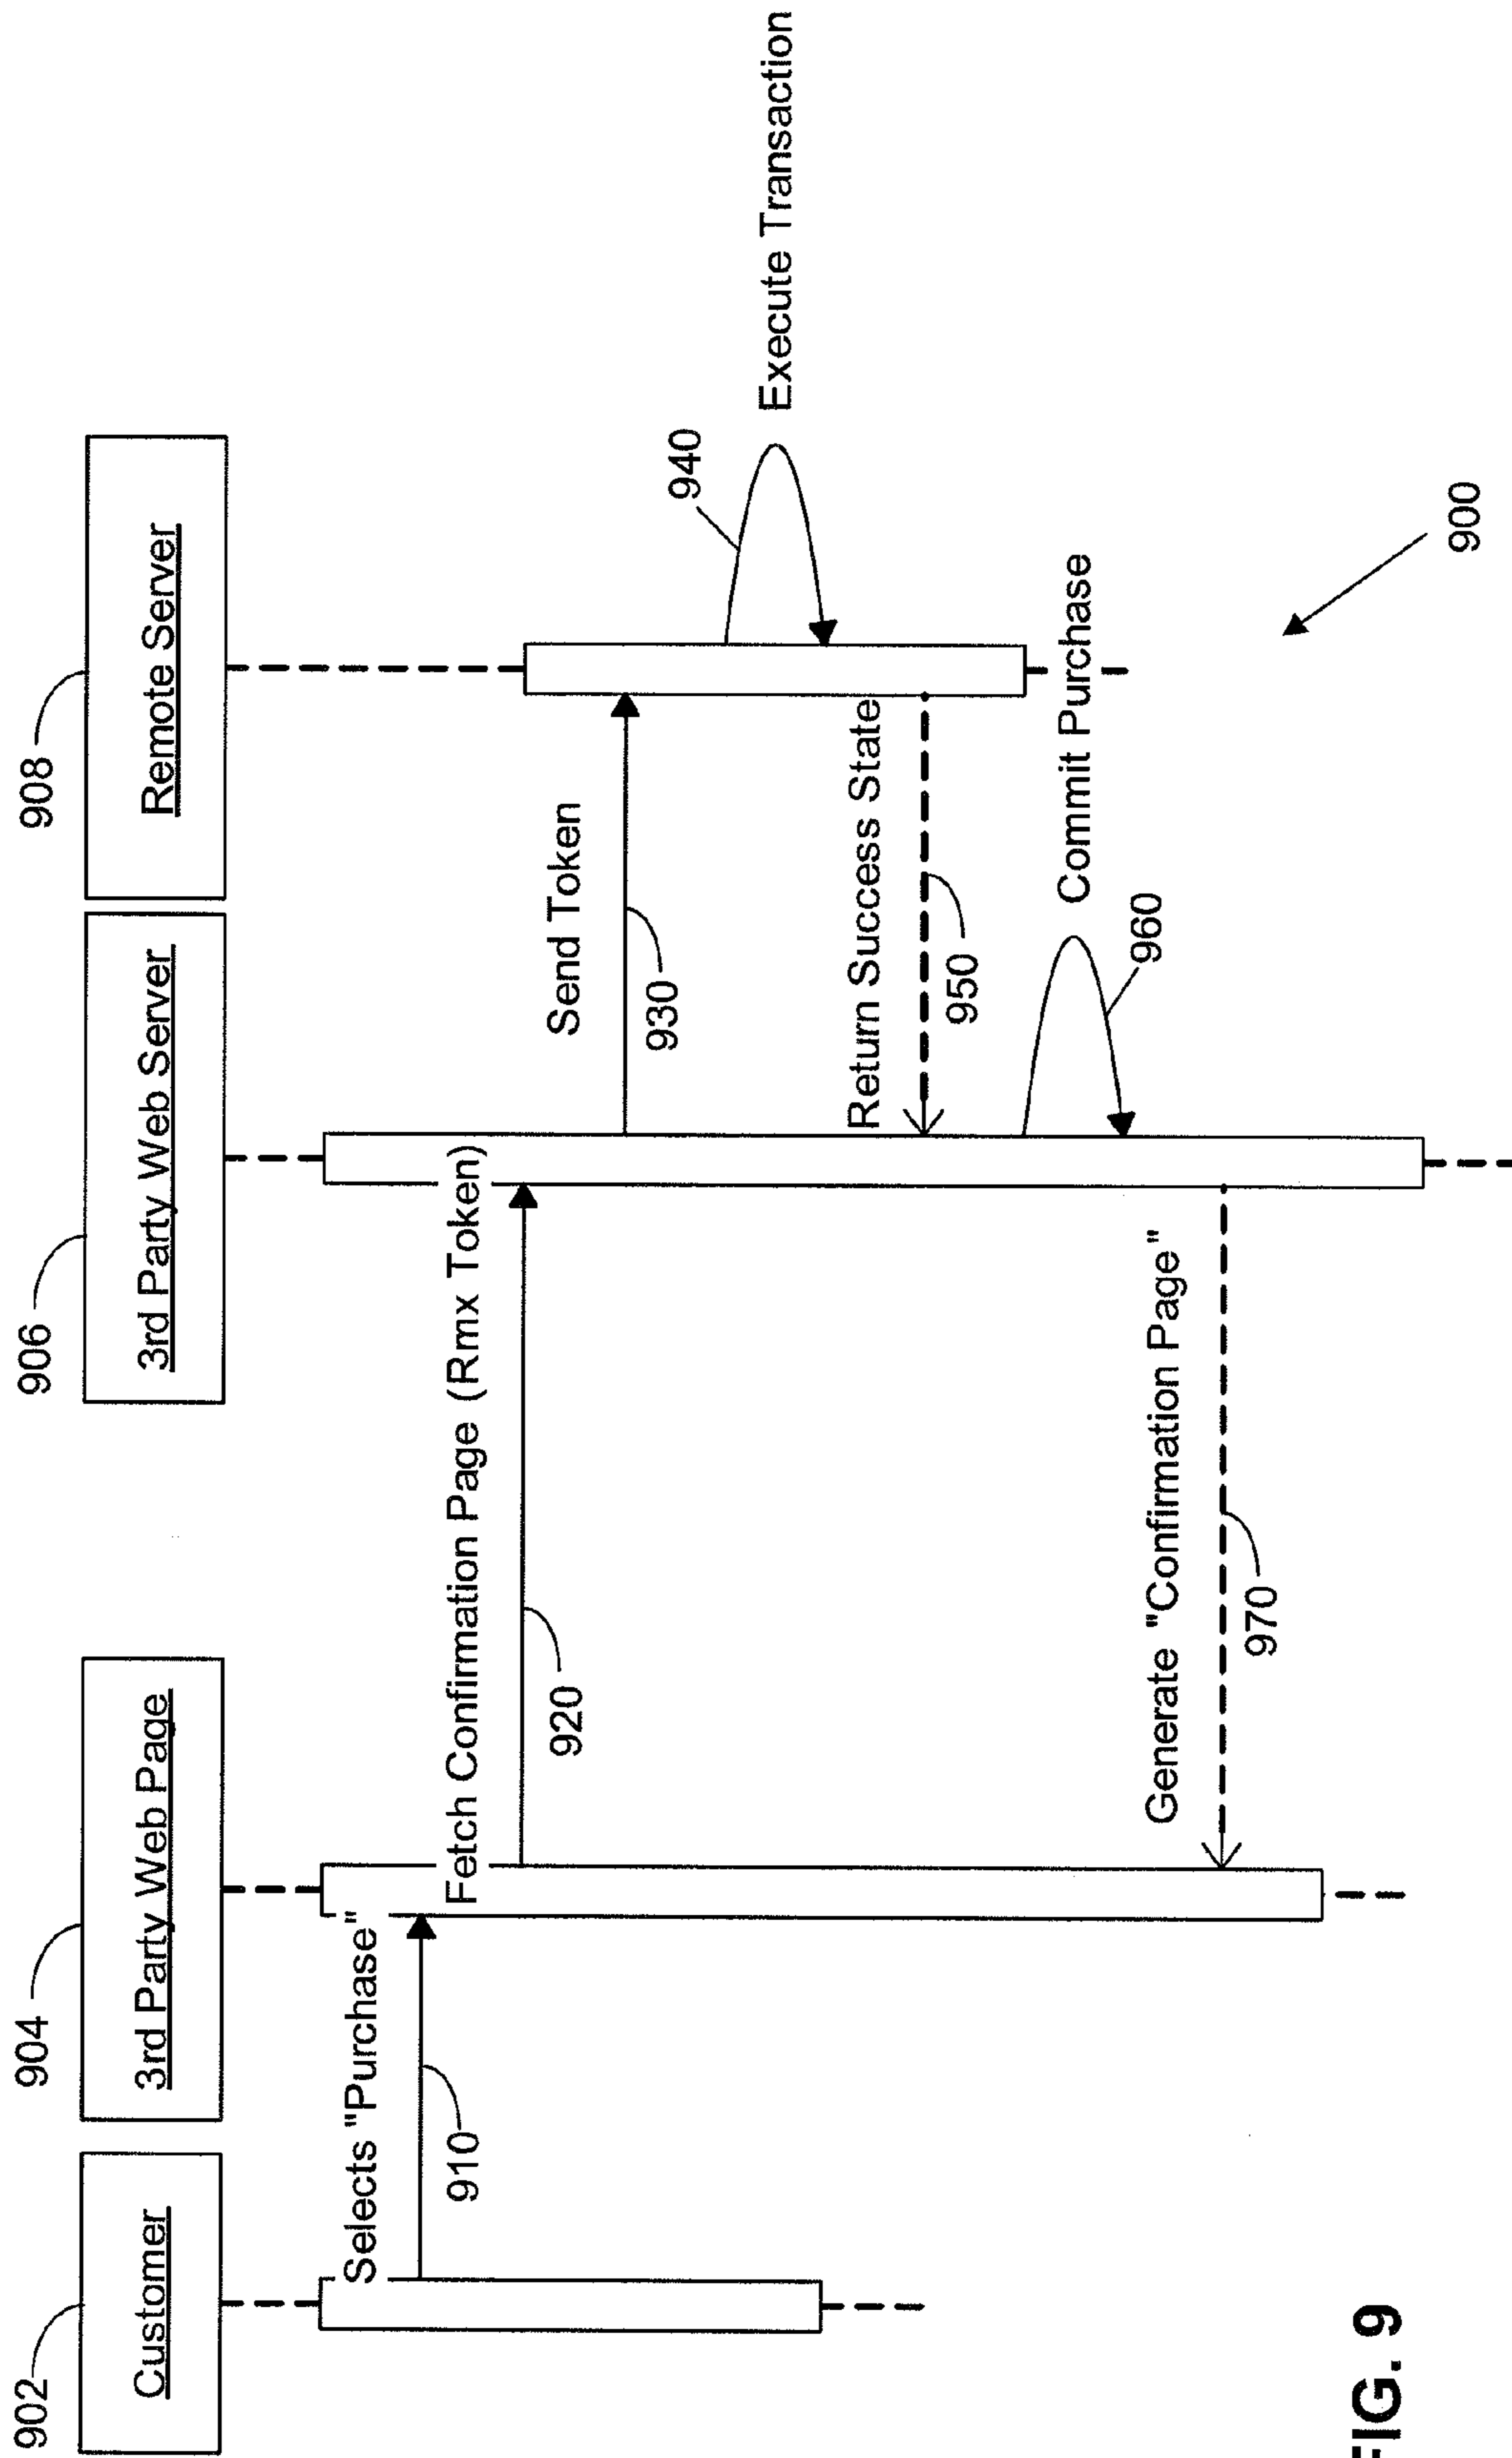 902
904
906
908
Customer
3rd Party Web Page
3rd Party Web Server
Remote Server
Selects "Purchase"
910
Fetch Confirmation Page (Rmx Token)
920
Send Token
930
940
Execute Transaction
Return Success State
950
Commit Purchase
960
Generate "Confirmation Page"
970
900
FIG. 9